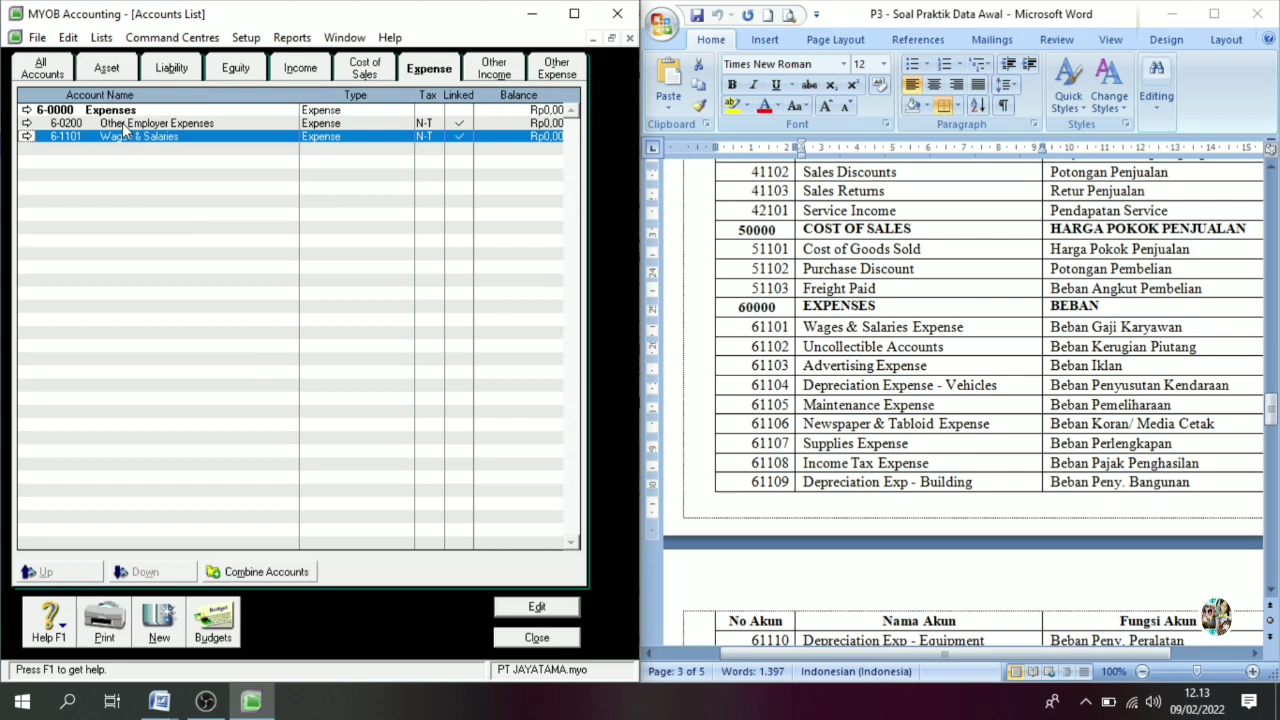 MYOB Accounting - [Accounts List]
File Edit Lists Command Centres Setup Reports Window Help
All Accounts
Asset
Liability
Equity
Income
Cost of Sales
Expense
Other Income
Other Expense
Account Name Type Tax Linked Balance
6-0000 Expenses Expense Rp0,00
6-0200 Other Employer Expenses Expense N-T Rp0,00
6-1101 Wages & Salaries Expense N-T Rp0,00
Up
Down
Combine Accounts
Help F1
Print
New
Budgets
Edit
Close
Press F1 to get help.
PT JAYATAMA.myo
P3 - Soal Praktik Data Awal - Microsoft Word
Home Insert Page Layout References Mailings Review View Design Layout
Times New Roman 12
Paste
Quick Styles
Change Styles
Editing
Clipboard
Font
Paragraph
Styles
41102 Sales Discounts Potongan Penjualan
41103 Sales Returns Retur Penjualan
42101 Service Income Pendapatan Service
50000 COST OF SALES HARGA POKOK PENJUALAN
51101 Cost of Goods Sold Harga Pokok Penjualan
51102 Purchase Discount Potongan Pembelian
51103 Freight Paid Beban Angkut Pembelian
60000 EXPENSES BEBAN
61101 Wages & Salaries Expense Beban Gaji Karyawan
61102 Uncollectible Accounts Beban Kerugian Piutang
61103 Advertising Expense Beban Iklan
61104 Depreciation Expense - Vehicles Beban Penyusutan Kendaraan
61105 Maintenance Expense Beban Pemeliharaan
61106 Newspaper & Tabloid Expense Beban Koran/ Media Cetak
61107 Supplies Expense Beban Perlengkapan
61108 Income Tax Expense Beban Pajak Penghasilan
61109 Depreciation Exp - Building Beban Peny. Bangunan
No Akun Nama Akun Fungsi Akun
61110 Depreciation Exp - Equipment Beban Peny. Peralatan
Page: 3 of 5 Words: 1.397 Indonesian (Indonesia) 100%
12.13
09/02/2022